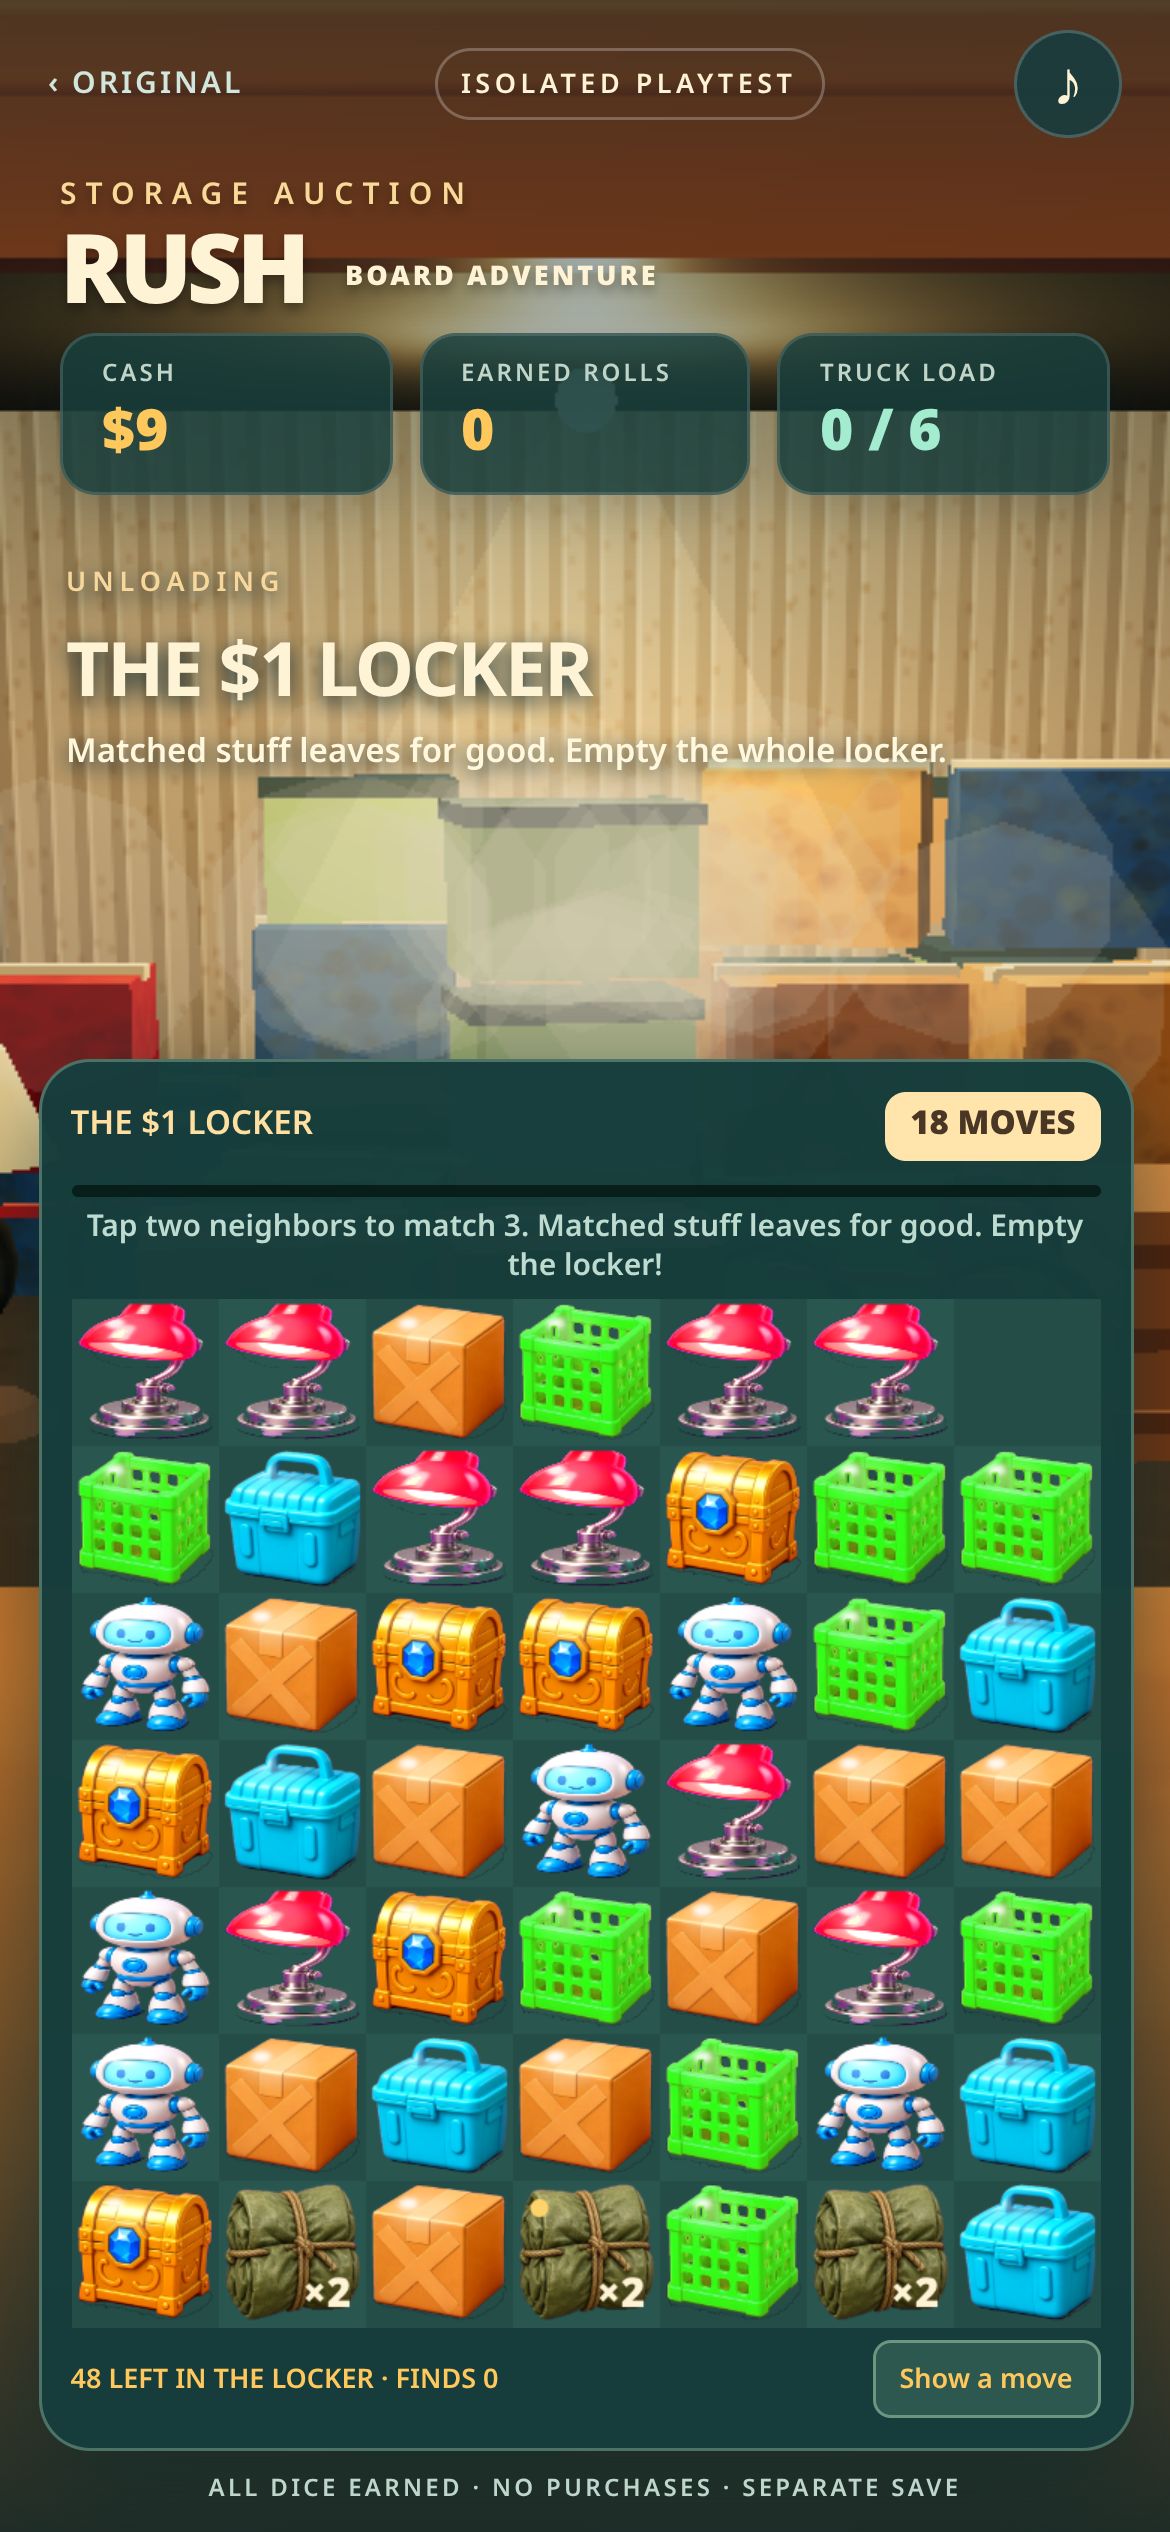 ‹ ORIGINAL
ISOLATED PLAYTEST
STORAGE AUCTION
RUSH BOARD ADVENTURE
CASH
$9
EARNED ROLLS
0
TRUCK LOAD
0 / 6
UNLOADING
THE $1 LOCKER
Matched stuff leaves for good. Empty the whole locker.
THE $1 LOCKER
18 MOVES
Tap two neighbors to match 3. Matched stuff leaves for good. Empty
the locker!
×2
×2
×2
48 LEFT IN THE LOCKER · FINDS 0
Show a move
ALL DICE EARNED · NO PURCHASES · SEPARATE SAVE